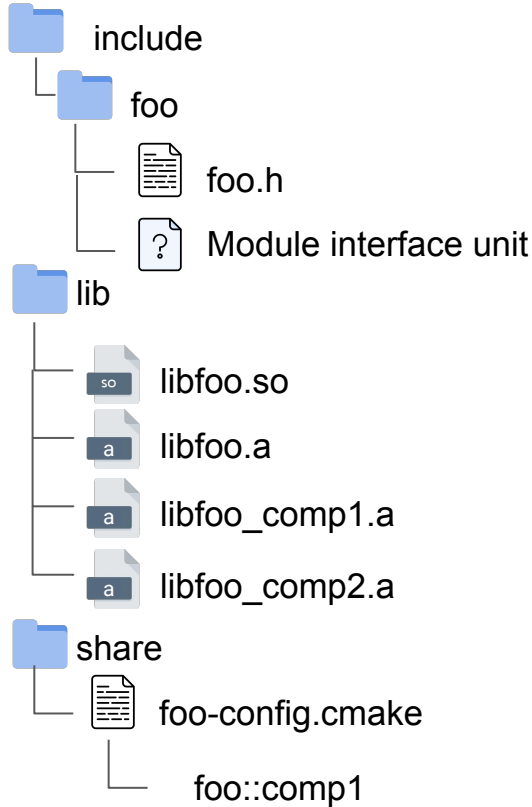 include
foo
foo.h
? Module interface unit
lib
so libfoo.so
a libfoo.a
a libfoo_comp1.a
a libfoo_comp2.a
share
foo-config.cmake
foo::comp1